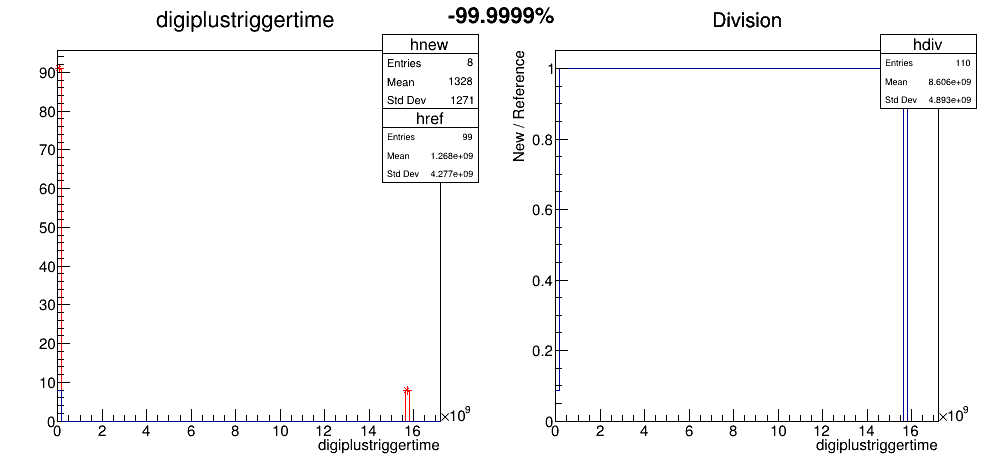 digiplustriggertime
-99.9999%
Division
hnew
Entries 8
Mean 1328
Std Dev 1271
href
Entries 99
Mean 1.268e+09
Std Dev 4.277e+09
90
80
70
60
50
40
30
20
10
0
0 2 4 6 8 10 12 14 16
×10⁹
digiplustriggertime
hdiv
Entries 110
Mean 8.606e+09
Std Dev 4.893e+09
New / Reference
1
0.8
0.6
0.4
0.2
0
0 2 4 6 8 10 12 14 16
×10⁹
digiplustriggertime